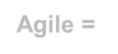 Agile =